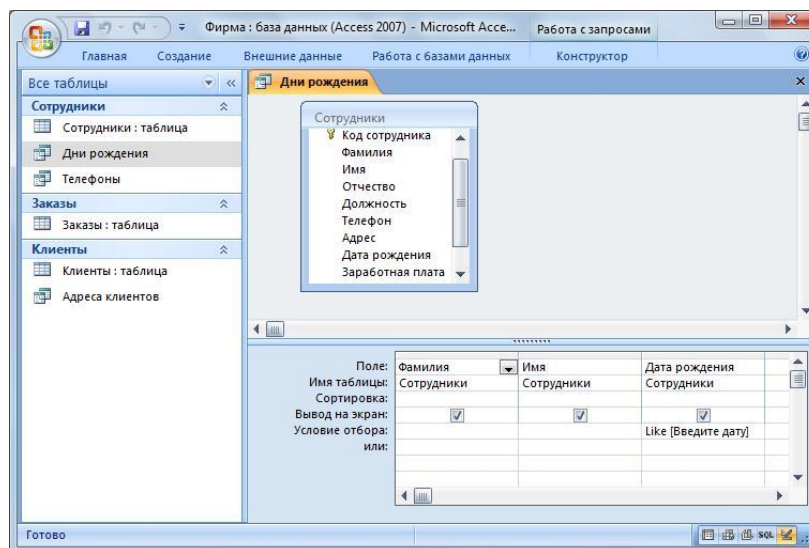 Фирма : база данных (Access 2007) - Microsoft Acce...
Работа с запросами
Главная
Создание
Внешние данные
Работа с базами данных
Конструктор
Все таблицы
Дни рождения
Сотрудники
Сотрудники : таблица
Дни рождения
Телефоны
Заказы
Заказы : таблица
Клиенты
Клиенты : таблица
Адреса клиентов
Сотрудники
Код сотрудника
Фамилия
Имя
Отчество
Должность
Телефон
Адрес
Дата рождения
Заработная плата
Поле: Фамилия Имя Дата рождения
Имя таблицы: Сотрудники Сотрудники Сотрудники
Сортировка:
Вывод на экран:
Условие отбора: Like [Введите дату]
или:
Готово
SQL